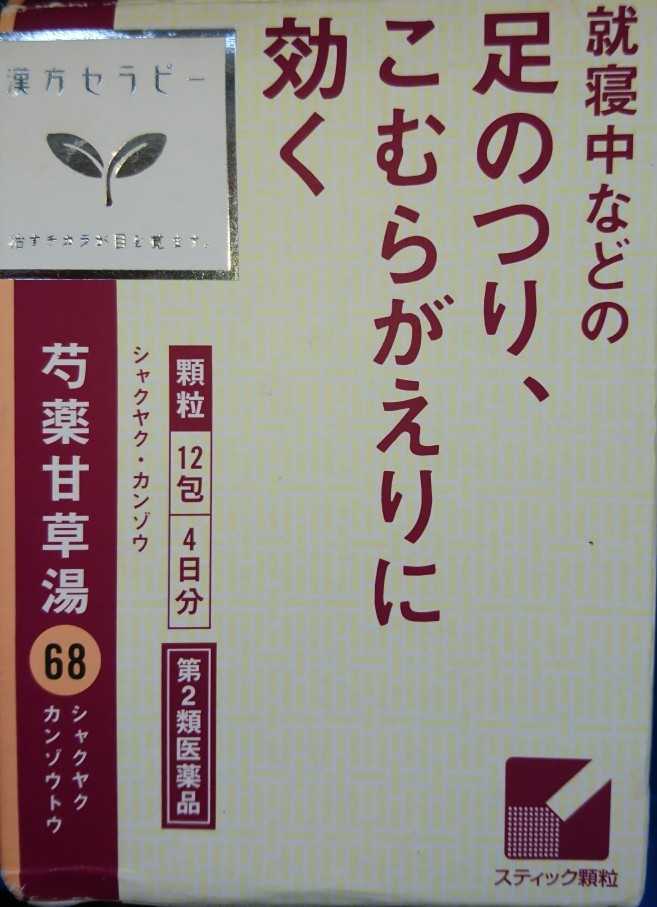 就寝中などの
足のつり、
こむらがえりに
効く
漢方セラピー
治すチカラが目を覚ます。
顆粒
12包
4日分
第2類医薬品
シャクヤク・カンゾウ
芍薬甘草湯
68
シャクヤク
カンゾウトウ
スティック顆粒